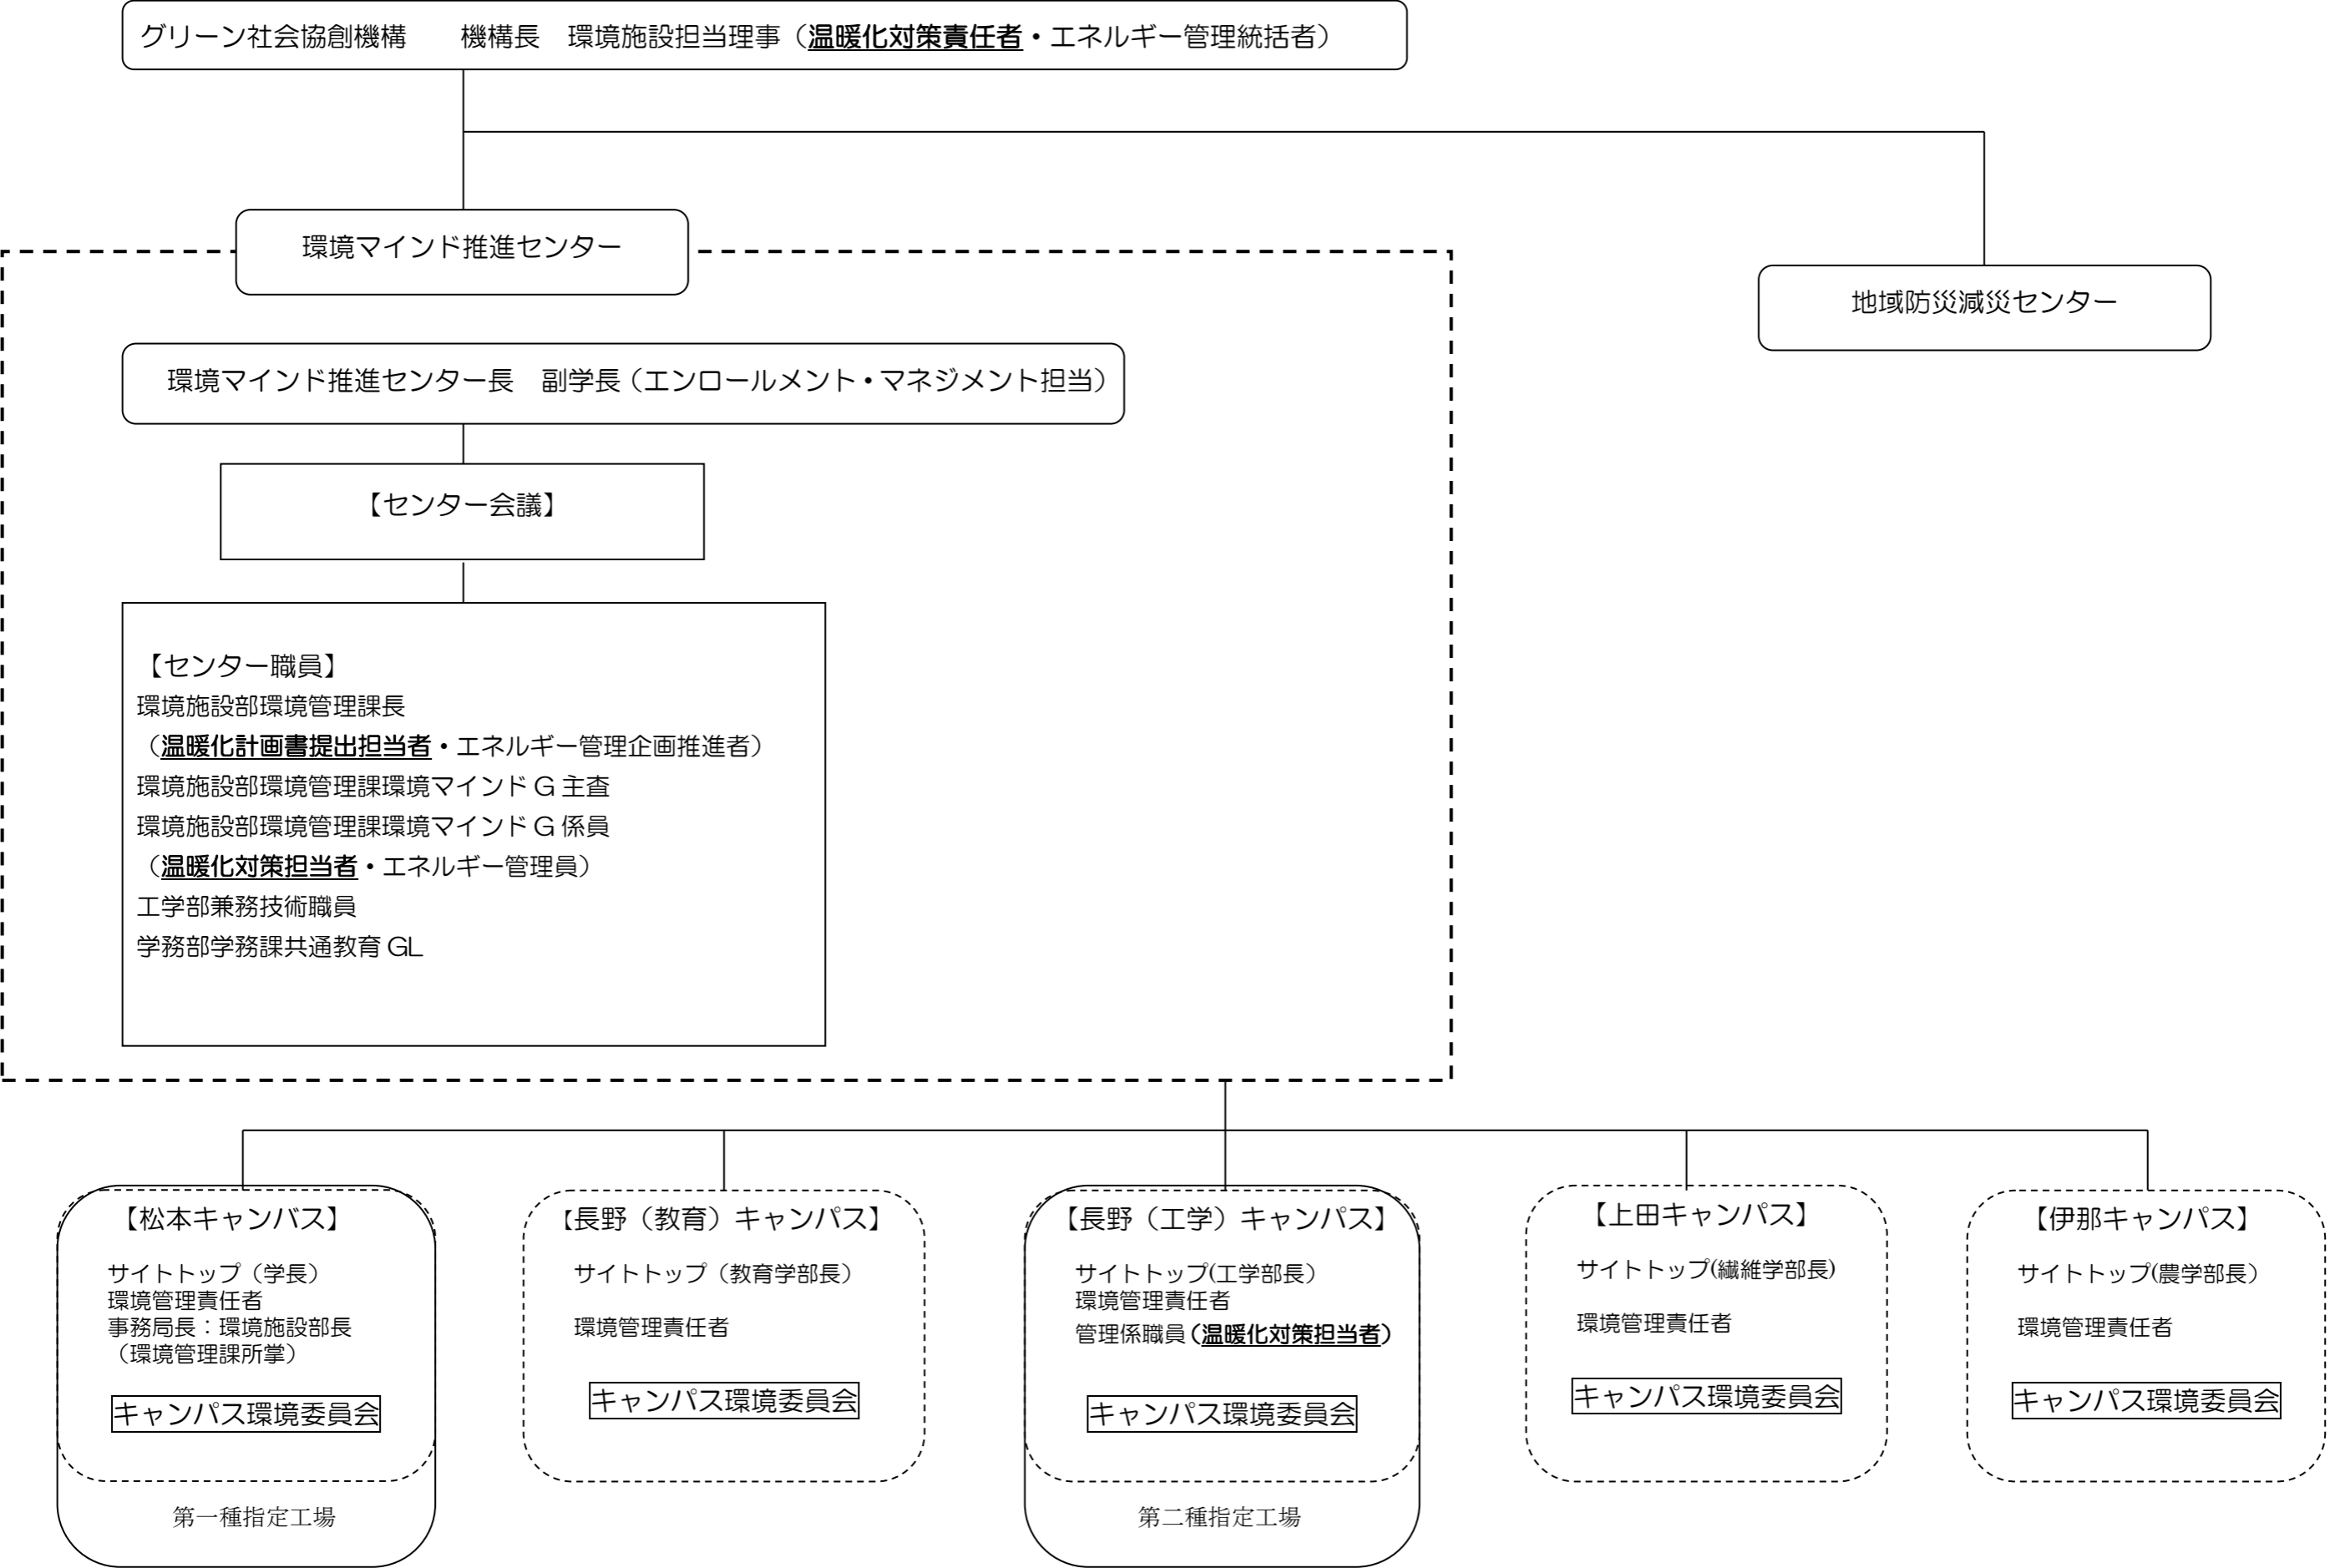 グリーン社会協創機構　　機構長　環境施設担当理事（温暖化対策責任者・エネルギー管理統括者）
環境マインド推進センター
地域防災減災センター
環境マインド推進センター長　副学長（エンロールメント・マネジメント担当）
【センター会議】
【センター職員】
環境施設部環境管理課長
（温暖化計画書提出担当者・エネルギー管理企画推進者）
環境施設部環境管理課環境マインドG主査
環境施設部環境管理課環境マインドG係員
（温暖化対策担当者・エネルギー管理員）
工学部兼務技術職員
学務部学務課共通教育GL
【松本キャンバス】
サイトトップ（学長）
環境管理責任者
事務局長：環境施設部長
（環境管理課所掌）
キャンパス環境委員会
第一種指定工場
【長野（教育）キャンパス】
サイトトップ（教育学部長）
環境管理責任者
キャンパス環境委員会
【長野（工学）キャンパス】
サイトトップ(工学部長）
環境管理責任者
管理係職員(温暖化対策担当者)
キャンパス環境委員会
第二種指定工場
【上田キャンパス】
サイトトップ(繊維学部長)
環境管理責任者
キャンパス環境委員会
【伊那キャンパス】
サイトトップ(農学部長）
環境管理責任者
キャンパス環境委員会